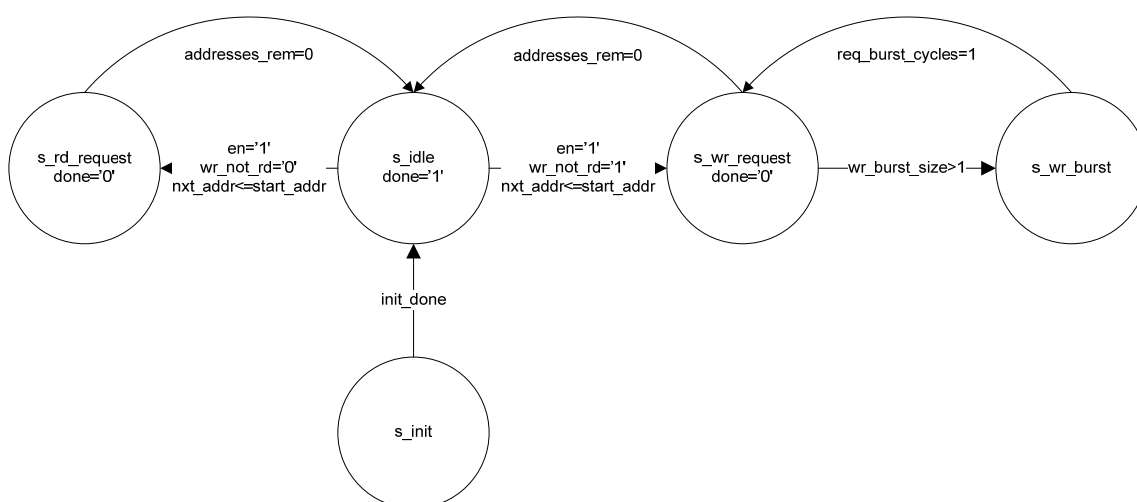 addresses_rem=0
addresses_rem=0
req_burst_cycles=1
s_rd_request
done='0'
en='1'
wr_not_rd='0'
nxt_addr<=start_addr
s_idle
done='1'
en='1'
wr_not_rd='1'
nxt_addr<=start_addr
s_wr_request
done='0'
wr_burst_size>1
s_wr_burst
init_done
s_init